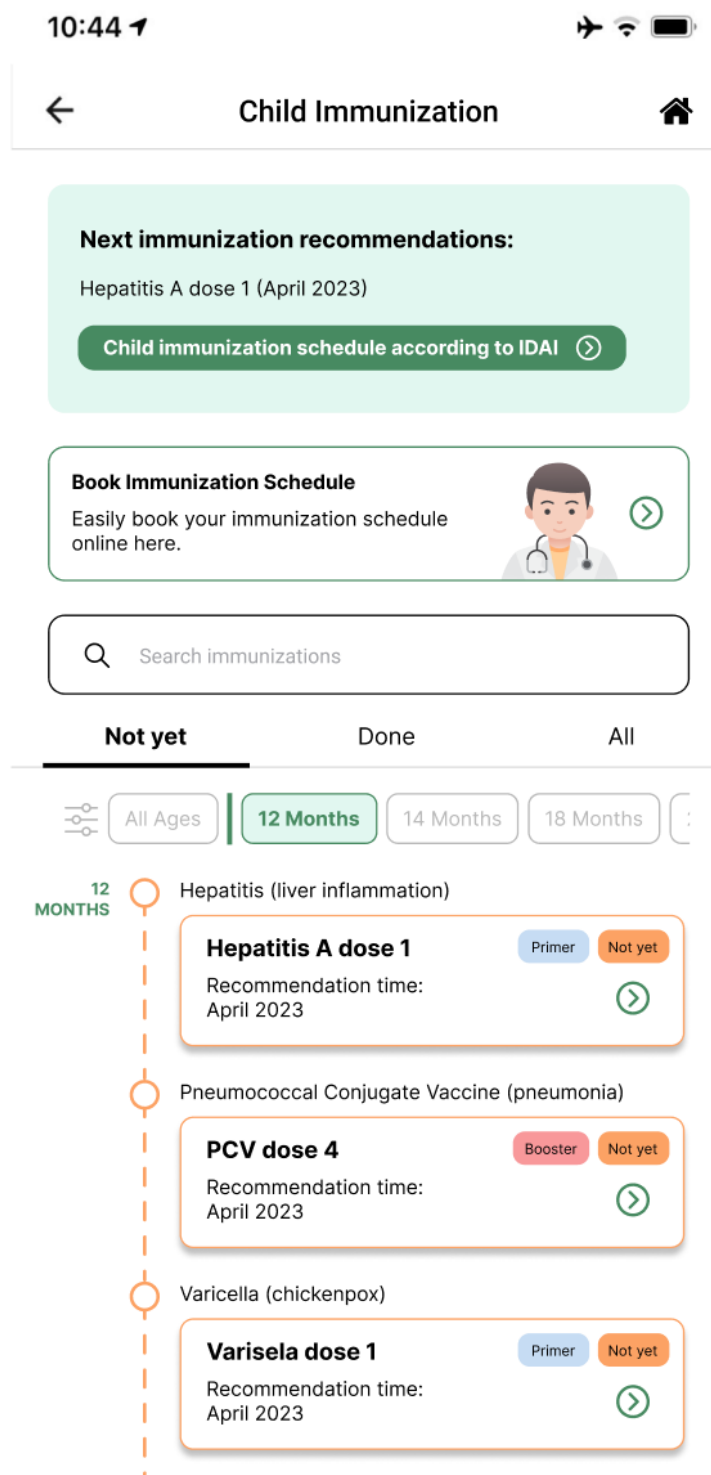 10:44
Child Immunization
Next immunization recommendations:
Hepatitis A dose 1 (April 2023)
Child immunization schedule according to IDAI
Book Immunization Schedule
Easily book your immunization schedule
online here.
Search immunizations
Not yet Done All
All Ages 12 Months 14 Months 18 Months
12
MONTHS
Hepatitis (liver inflammation)
Hepatitis A dose 1 Primer Not yet
Recommendation time:
April 2023
Pneumococcal Conjugate Vaccine (pneumonia)
PCV dose 4 Booster Not yet
Recommendation time:
April 2023
Varicella (chickenpox)
Varisela dose 1 Primer Not yet
Recommendation time:
April 2023